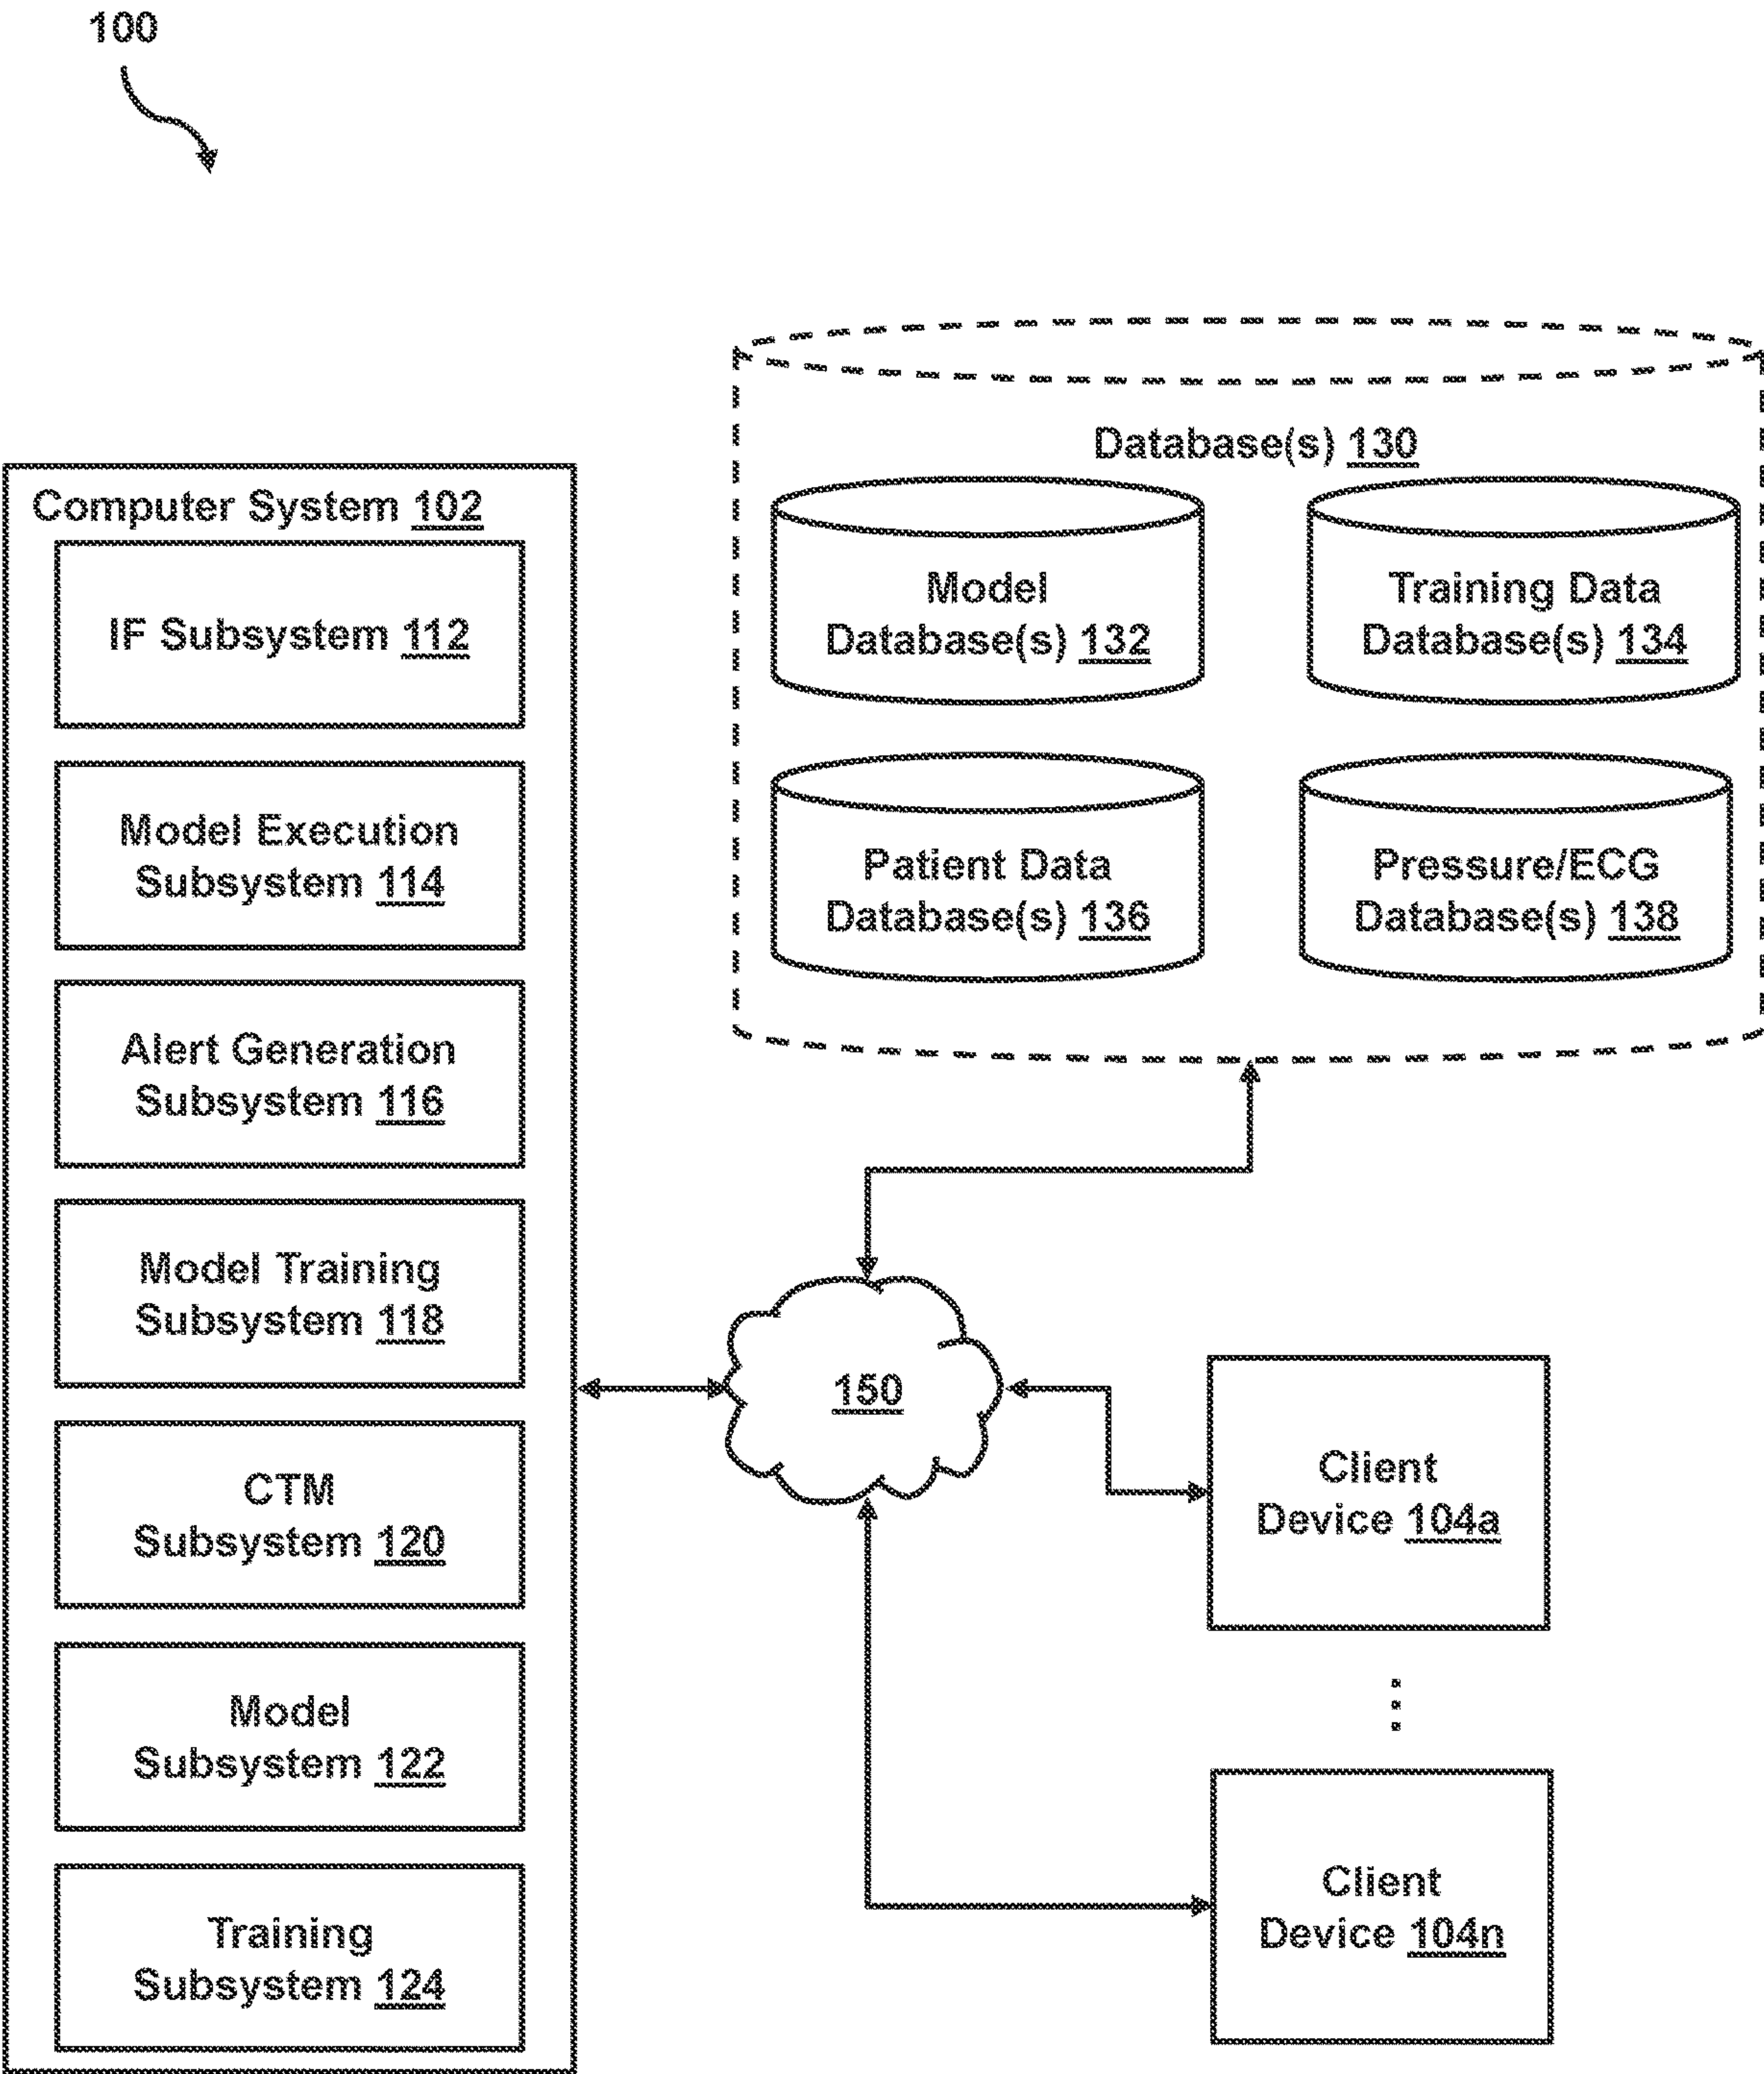 100
Computer System 102
IF Subsystem 112
Model Execution
Subsystem 114
Alert Generation
Subsystem 116
Model Training
Subsystem 118
CTM
Subsystem 120
Model
Subsystem 122
Training
Subsystem 124
Database(s) 130
Model
Database(s) 132
Training Data
Database(s) 134
Patient Data
Database(s) 136
Pressure/ECG
Database(s) 138
150
Client
Device 104a
Client
Device 104n